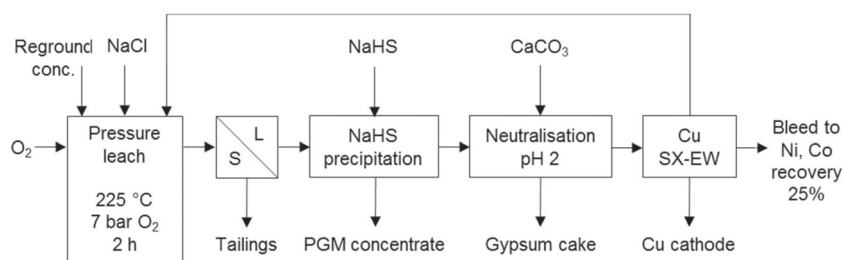 Reground
conc.
NaCl
NaHS
CaCO₃
O₂
Pressure
leach
225 °C
7 bar O₂
2 h
L
S
NaHS
precipitation
Neutralisation
pH 2
Cu
SX-EW
Bleed to
Ni, Co
recovery
25%
Tailings
PGM concentrate
Gypsum cake
Cu cathode